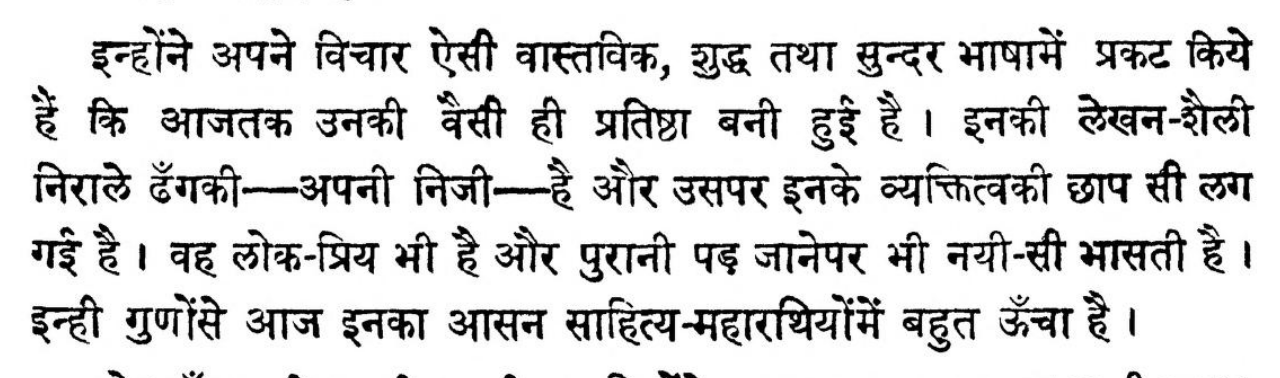 इन्होंने अपने विचार ऐसी वास्तविक, शुद्ध तथा सुन्दर भाषामें प्रकट किये
हैं कि आजतक उनकी वैसी ही प्रतिष्ठा बनी हुई है । इनकी लेखन-शैली
निराले ढँगकी—अपनी निजी—है और उसपर इनके व्यक्तित्वकी छाप सी लग
गई है । वह लोक-प्रिय भी है और पुरानी पड़ जानेपर भी नयी-सी भासती है ।
इन्ही गुणोंसे आज इनका आसन साहित्य-महारथियोंमें बहुत ऊँचा है ।